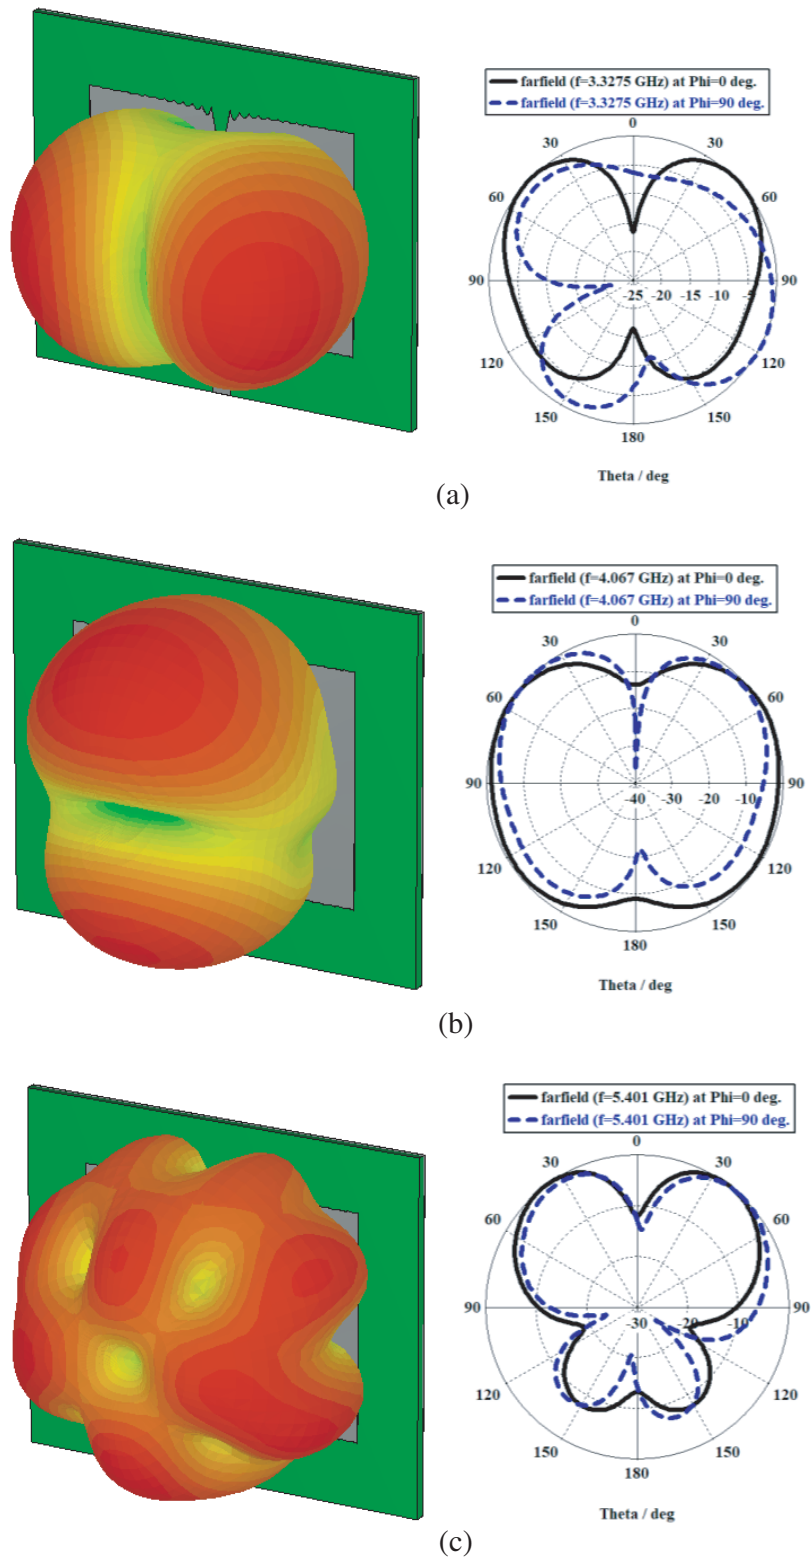 farfield (f=3.3275 GHz) at Phi=0 deg.
farfield (f=3.3275 GHz) at Phi=90 deg.
0
30 30
60 60
90 -25 -20 -15 -10 90
120 120
150 150
180
Theta / deg
(a)
farfield (f=4.067 GHz) at Phi=0 deg.
farfield (f=4.067 GHz) at Phi=90 deg.
0
30 30
60 60
90 -40 -30 -20 -10 90
120 120
150 150
180
Theta / deg
(b)
farfield (f=5.401 GHz) at Phi=0 deg.
farfield (f=5.401 GHz) at Phi=90 deg.
0
30 30
60 60
90 -30 -20 -10 90
120 120
150 150
180
Theta / deg
(c)